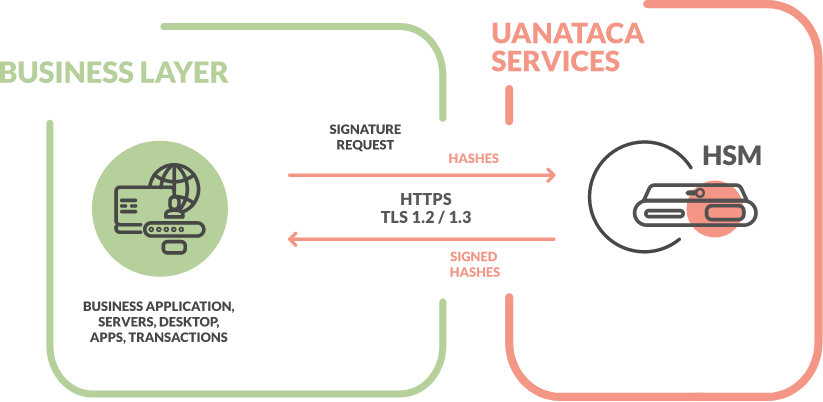 BUSINESS LAYER
UANATACA
SERVICES
SIGNATURE
REQUEST
HASHES
HTTPS
TLS 1.2 / 1.3
SIGNED
HASHES
HSM
BUSINESS APPLICATION,
SERVERS, DESKTOP,
APPS, TRANSACTIONS